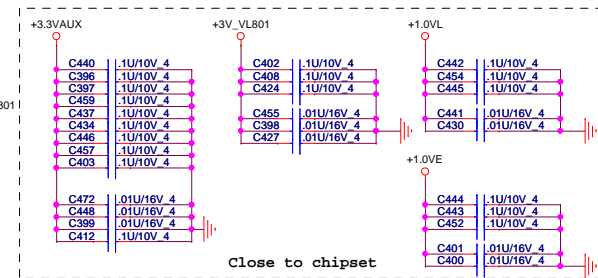 +3.3VAUX
C440 .1U/10V_4
C396 .1U/10V_4
C397 .1U/10V_4
C459 .1U/10V_4
C437 .1U/10V_4
C434 .1U/10V_4
C446 .1U/10V_4
C457 .1U/10V_4
C403 .1U/10V_4
C472 .01U/16V_4
C448 .01U/16V_4
C399 .01U/16V_4
C412 .1U/10V_4
+3V_VL801
C402 .1U/10V_4
C408 .1U/10V_4
C424 .1U/10V_4
C455 .01U/16V_4
C398 .01U/16V_4
C427 .01U/16V_4
+1.0VL
C442 .1U/10V_4
C454 .1U/10V_4
C445 .1U/10V_4
C441 .01U/16V_4
C430 .01U/16V_4
+1.0VE
C444 .1U/10V_4
C443 .1U/10V_4
C452 .1U/10V_4
C401 .01U/16V_4
C400 .01U/16V_4
Close to chipset